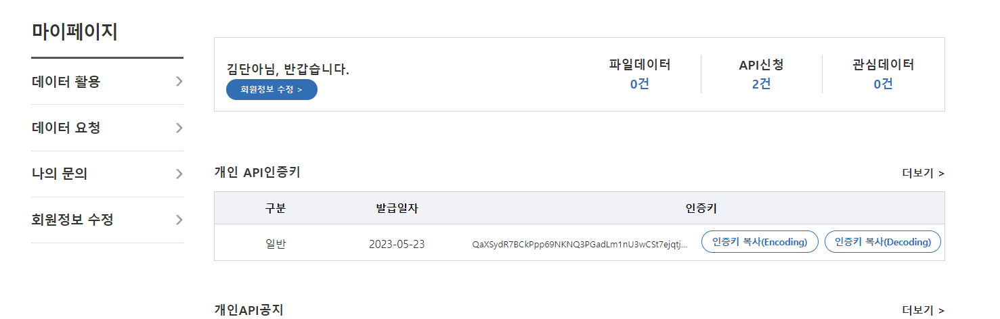 마이페이지
데이터 활용
데이터 요청
나의 문의
회원정보 수정
김단아님, 반갑습니다.
회원정보 수정 >
파일데이터 API신청 관심데이터
0건 2건 0건
개인 API인증키 더보기 >
구분 발급일자 인증키
일반 2023-05-23 QaXSydR7BCkPpp69NKNQ3PGadLm1nU3wCSt7ejqtj... 인증키 복사(Encoding) 인증키 복사(Decoding)
개인API공지 더보기 >